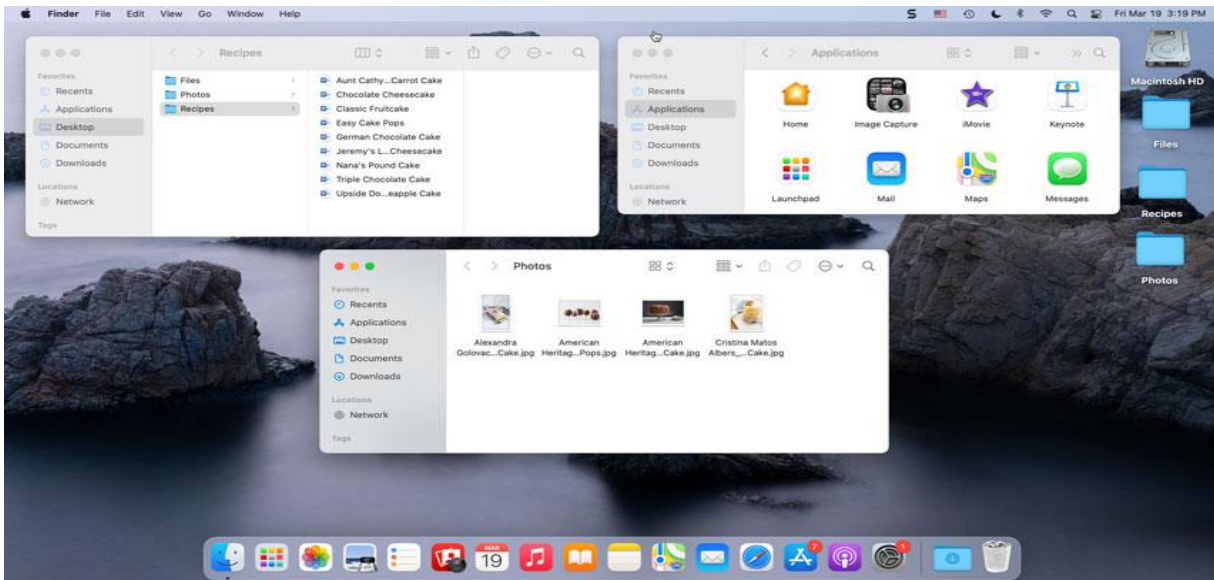 Finder File Edit View Go Window Help
Fri Mar 19 3:19 PM
Recipes
Favorites
Recents
Applications
Desktop
Documents
Downloads
Locations
Network
Tags
Files
Photos
Recipes
Aunt Cathy...Carrot Cake
Chocolate Cheesecake
Classic Fruitcake
Easy Cake Pops
German Chocolate Cake
Jeremy's L...Cheesecake
Nana's Pound Cake
Triple Chocolate Cake
Upside Do...eapple Cake
Applications
Favorites
Recents
Applications
Desktop
Documents
Downloads
Locations
Network
Home Image Capture iMovie Keynote
Launchpad Mail Maps Messages
Macintosh HD
Files
Recipes
Photos
Photos
Favorites
Recents
Applications
Desktop
Documents
Downloads
Locations
Network
Tags
Alexandra
Golovac...Cake.jpg
American
Heritag...Pops.jpg
American
Heritag...Cake.jpg
Cristina Matos
Albers_...Cake.jpg
MAR
19
7
1